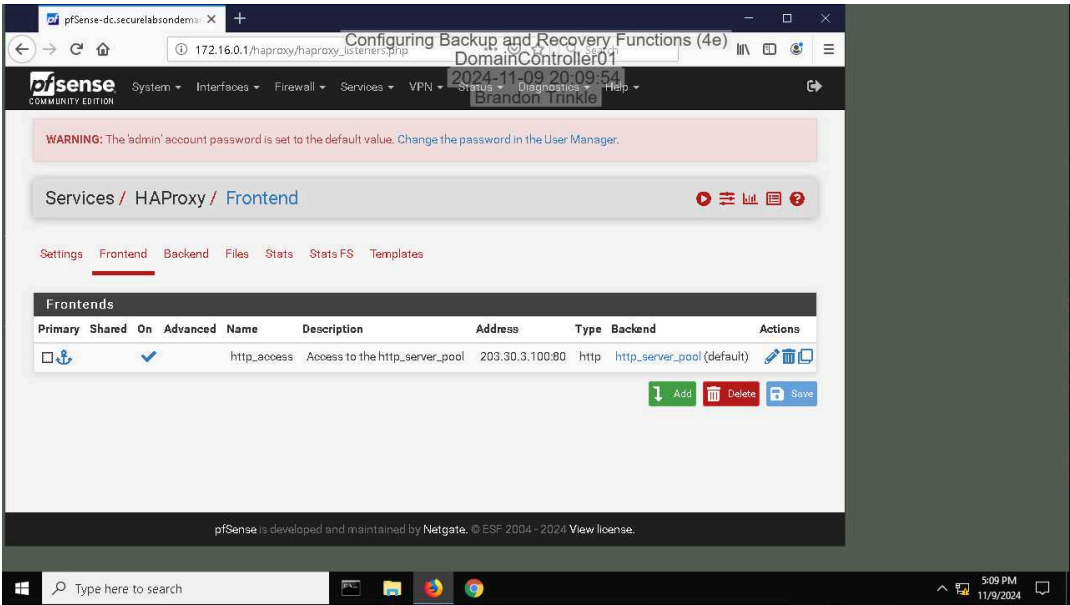 pfSense-dc.securelabsondema
172.16.0.1/haproxy/haproxy_listeners.php
Search
Configuring Backup and Recovery Functions (4e)
DomainController01
2024-11-09 20:09:54
Brandon Trinkle
pfsense
COMMUNITY EDITION
System Interfaces Firewall Services VPN Status Diagnostics Help
WARNING: The 'admin' account password is set to the default value. Change the password in the User Manager.
Services / HAProxy / Frontend
Settings Frontend Backend Files Stats Stats FS Templates
Frontends
Primary Shared On Advanced Name Description Address Type Backend Actions
http_access Access to the http_server_pool 203.30.3.100:80 http http_server_pool (default)
Add Delete Save
pfSense is developed and maintained by Netgate. © ESF 2004 - 2024 View license.
Type here to search
5:09 PM
11/9/2024